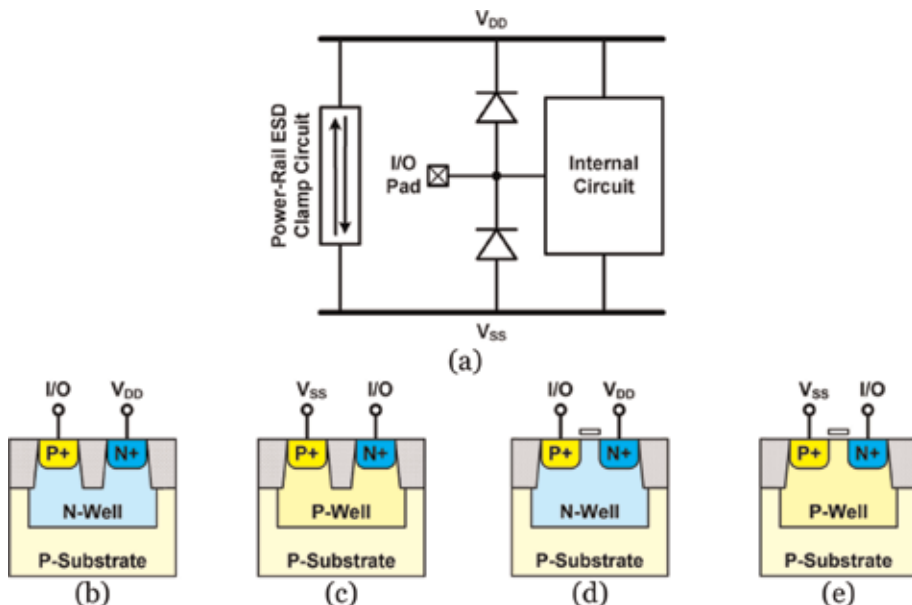 VDD
Power-Rail ESD
Clamp Circuit
I/O
Pad
Internal
Circuit
VSS
(a)
I/O VDD
P+ N+
N-Well
P-Substrate
(b)
VSS I/O
P+ N+
P-Well
P-Substrate
(c)
I/O VDD
P+ N+
N-Well
P-Substrate
(d)
VSS I/O
P+ N+
P-Well
P-Substrate
(e)